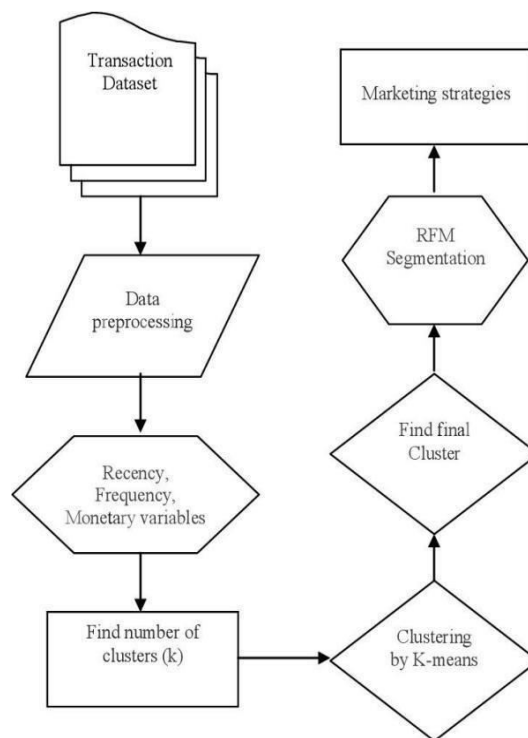 Transaction
Dataset
Data
preprocessing
Recency,
Frequency,
Monetary variables
Find number of
clusters (k)
Clustering
by K-means
Find final
Cluster
RFM
Segmentation
Marketing strategies